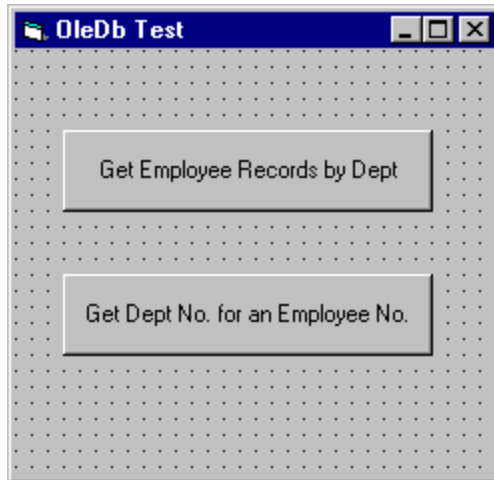 OleDb Test
Get Employee Records by Dept
Get Dept No. for an Employee No.